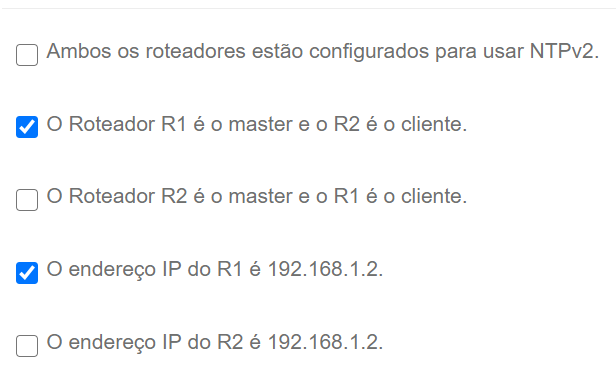 Ambos os roteadores estão configurados para usar NTPv2.
O Roteador R1 é o master e o R2 é o cliente.
O Roteador R2 é o master e o R1 é o cliente.
O endereço IP do R1 é 192.168.1.2.
O endereço IP do R2 é 192.168.1.2.